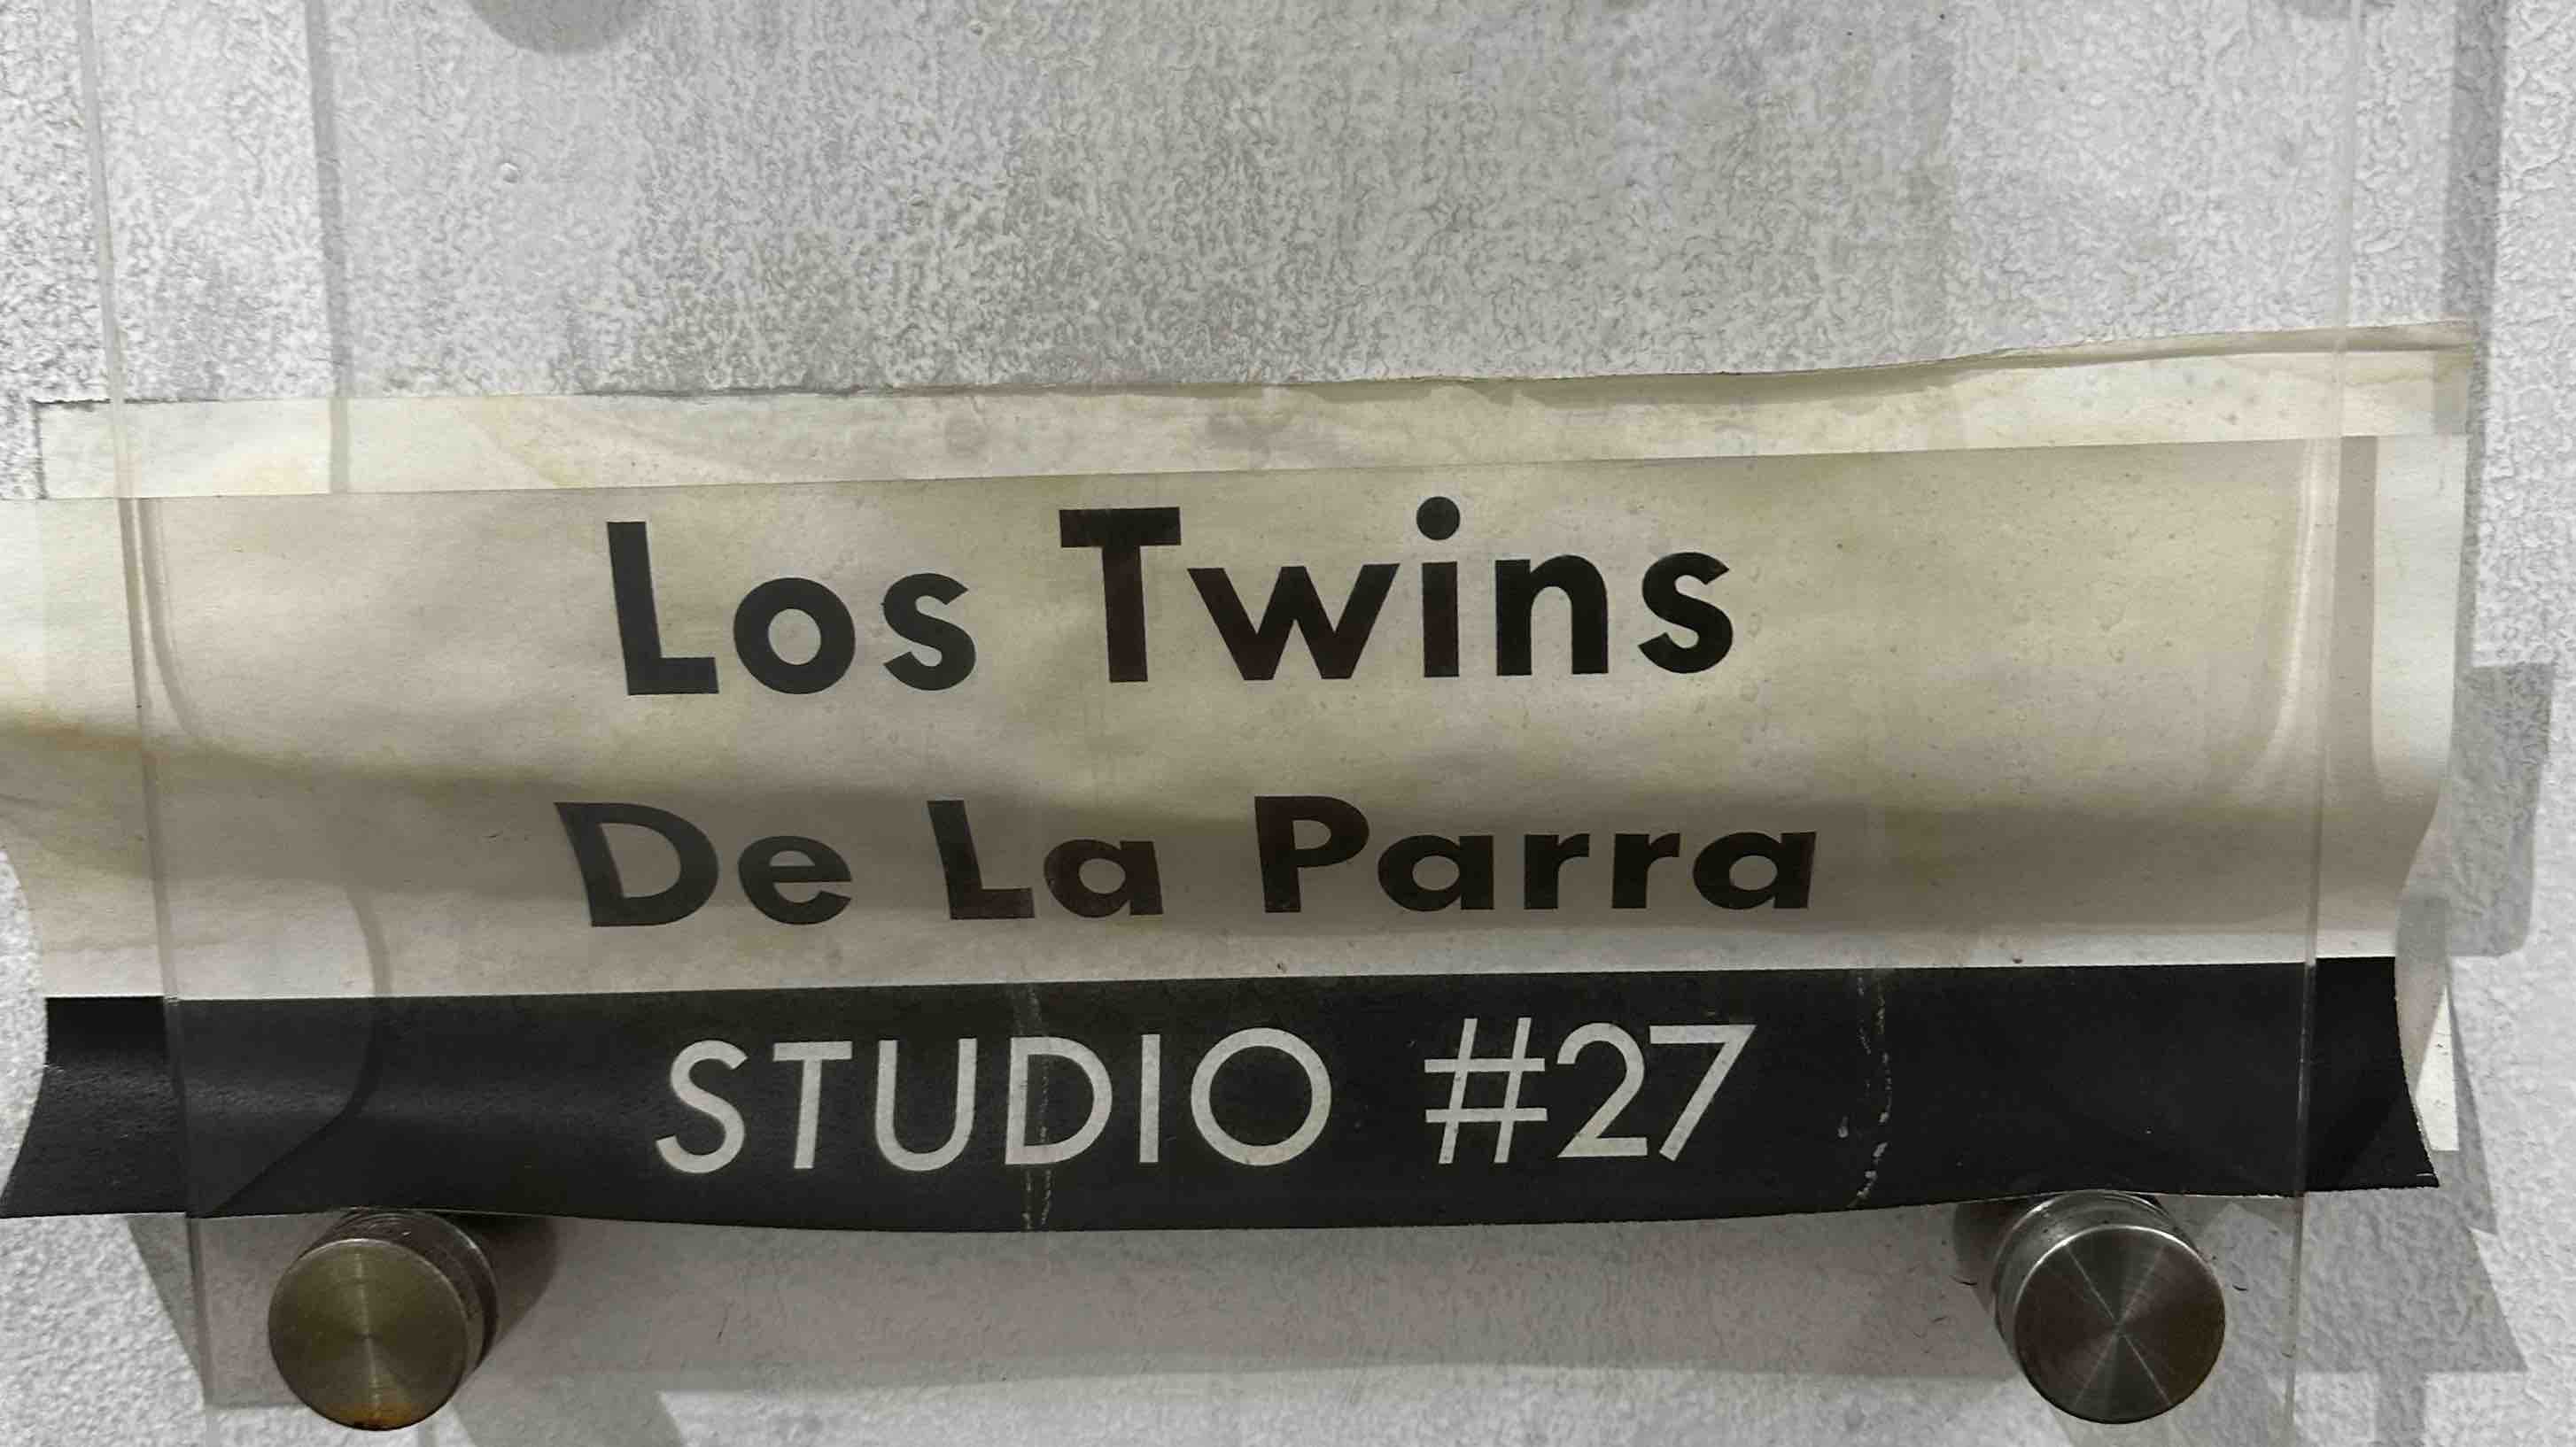 Los Twins
De La Parra
STUDIO #27